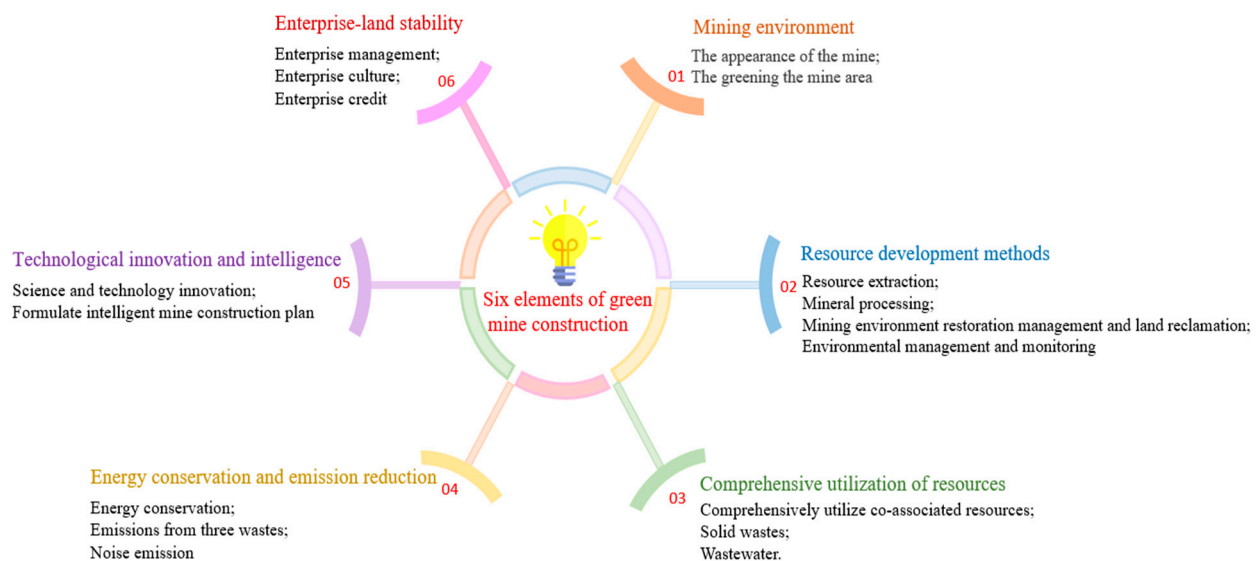 Mining environment
The appearance of the mine;
The greening the mine area
01
Resource development methods
Resource extraction;
Mineral processing;
Mining environment restoration management and land reclamation;
Environmental management and monitoring
02
Comprehensive utilization of resources
Comprehensively utilize co-associated resources;
Solid wastes;
Wastewater.
03
Energy conservation and emission reduction
Energy conservation;
Emissions from three wastes;
Noise emission
04
Technological innovation and intelligence
Science and technology innovation;
Formulate intelligent mine construction plan
05
Enterprise-land stability
Enterprise management;
Enterprise culture;
Enterprise credit
06
Six elements of green
mine construction